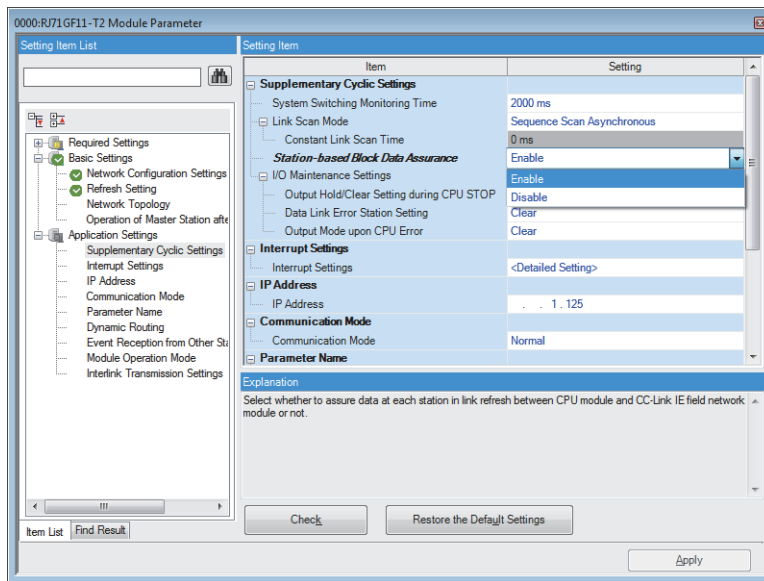 0000:RJ71GF11-T2 Module Parameter
Setting Item List
Required Settings
Basic Settings
Network Configuration Settings
Refresh Setting
Network Topology
Operation of Master Station afte
Application Settings
Supplementary Cyclic Settings
Interrupt Settings
IP Address
Communication Mode
Parameter Name
Dynamic Routing
Event Reception from Other Sta
Module Operation Mode
Interlink Transmission Settings
Item List Find Result
Setting Item
Item Setting
Supplementary Cyclic Settings
System Switching Monitoring Time 2000 ms
Link Scan Mode Sequence Scan Asynchronous
Constant Link Scan Time 0 ms
Station-based Block Data Assurance Enable
Enable
Disable
I/O Maintenance Settings
Output Hold/Clear Setting during CPU STOP
Data Link Error Station Setting Clear
Output Mode upon CPU Error Clear
Interrupt Settings
Interrupt Settings <Detailed Setting>
IP Address
IP Address . . 1 . 125
Communication Mode
Communication Mode Normal
Parameter Name
Explanation
Select whether to assure data at each station in link refresh between CPU module and CC-Link IE field network
module or not.
Check Restore the Default Settings
Apply